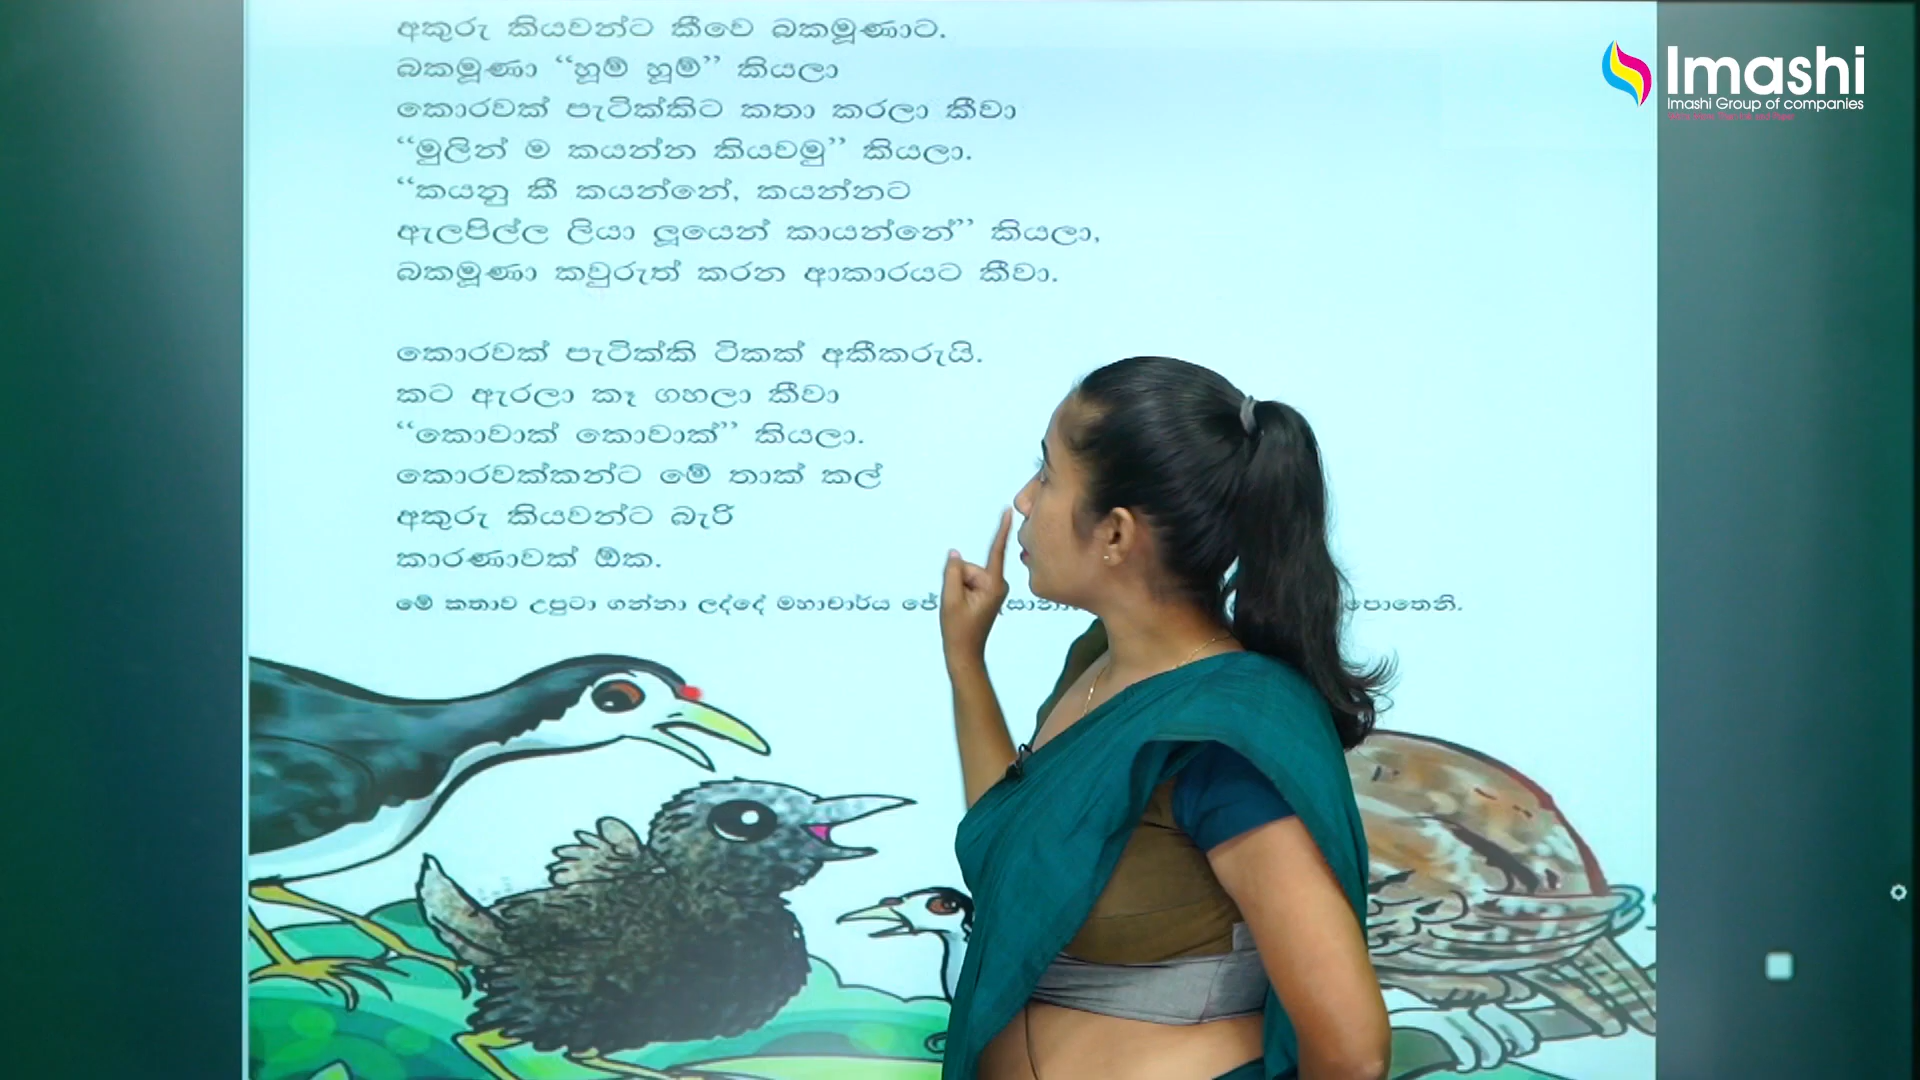 අකුරු කියවන්ට කීවෙ බකමූණාට.
බකමූණා “හූම් හූම්” කියලා
කොරවක් පැටික්කිට කතා කරලා කීවා
“මුලින් ම කයන්න කියවමු” කියලා.
“කයනු කී කයන්නේ, කයන්නට
ඇලපිල්ල ලියා ලූයෙන් කායන්නේ” කියලා,
බකමූණා කවුරුත් කරන ආකාරයට කීවා.
කොරවක් පැටික්කි ටිකක් අකීකරුයි.
කට ඇරලා කෑ ගහලා කීවා
“කොවාක් කොවාක්” කියලා.
කොරවක්කන්ට මේ තාක් කල්
අකුරු කියවන්ට බැරි
කාරණාවක් ඕක.
මේ කතාව උපුටා ගන්නා ලද්දේ මහාචාර්ය පොතෙනි.
Imashi
Imashi Group of companies